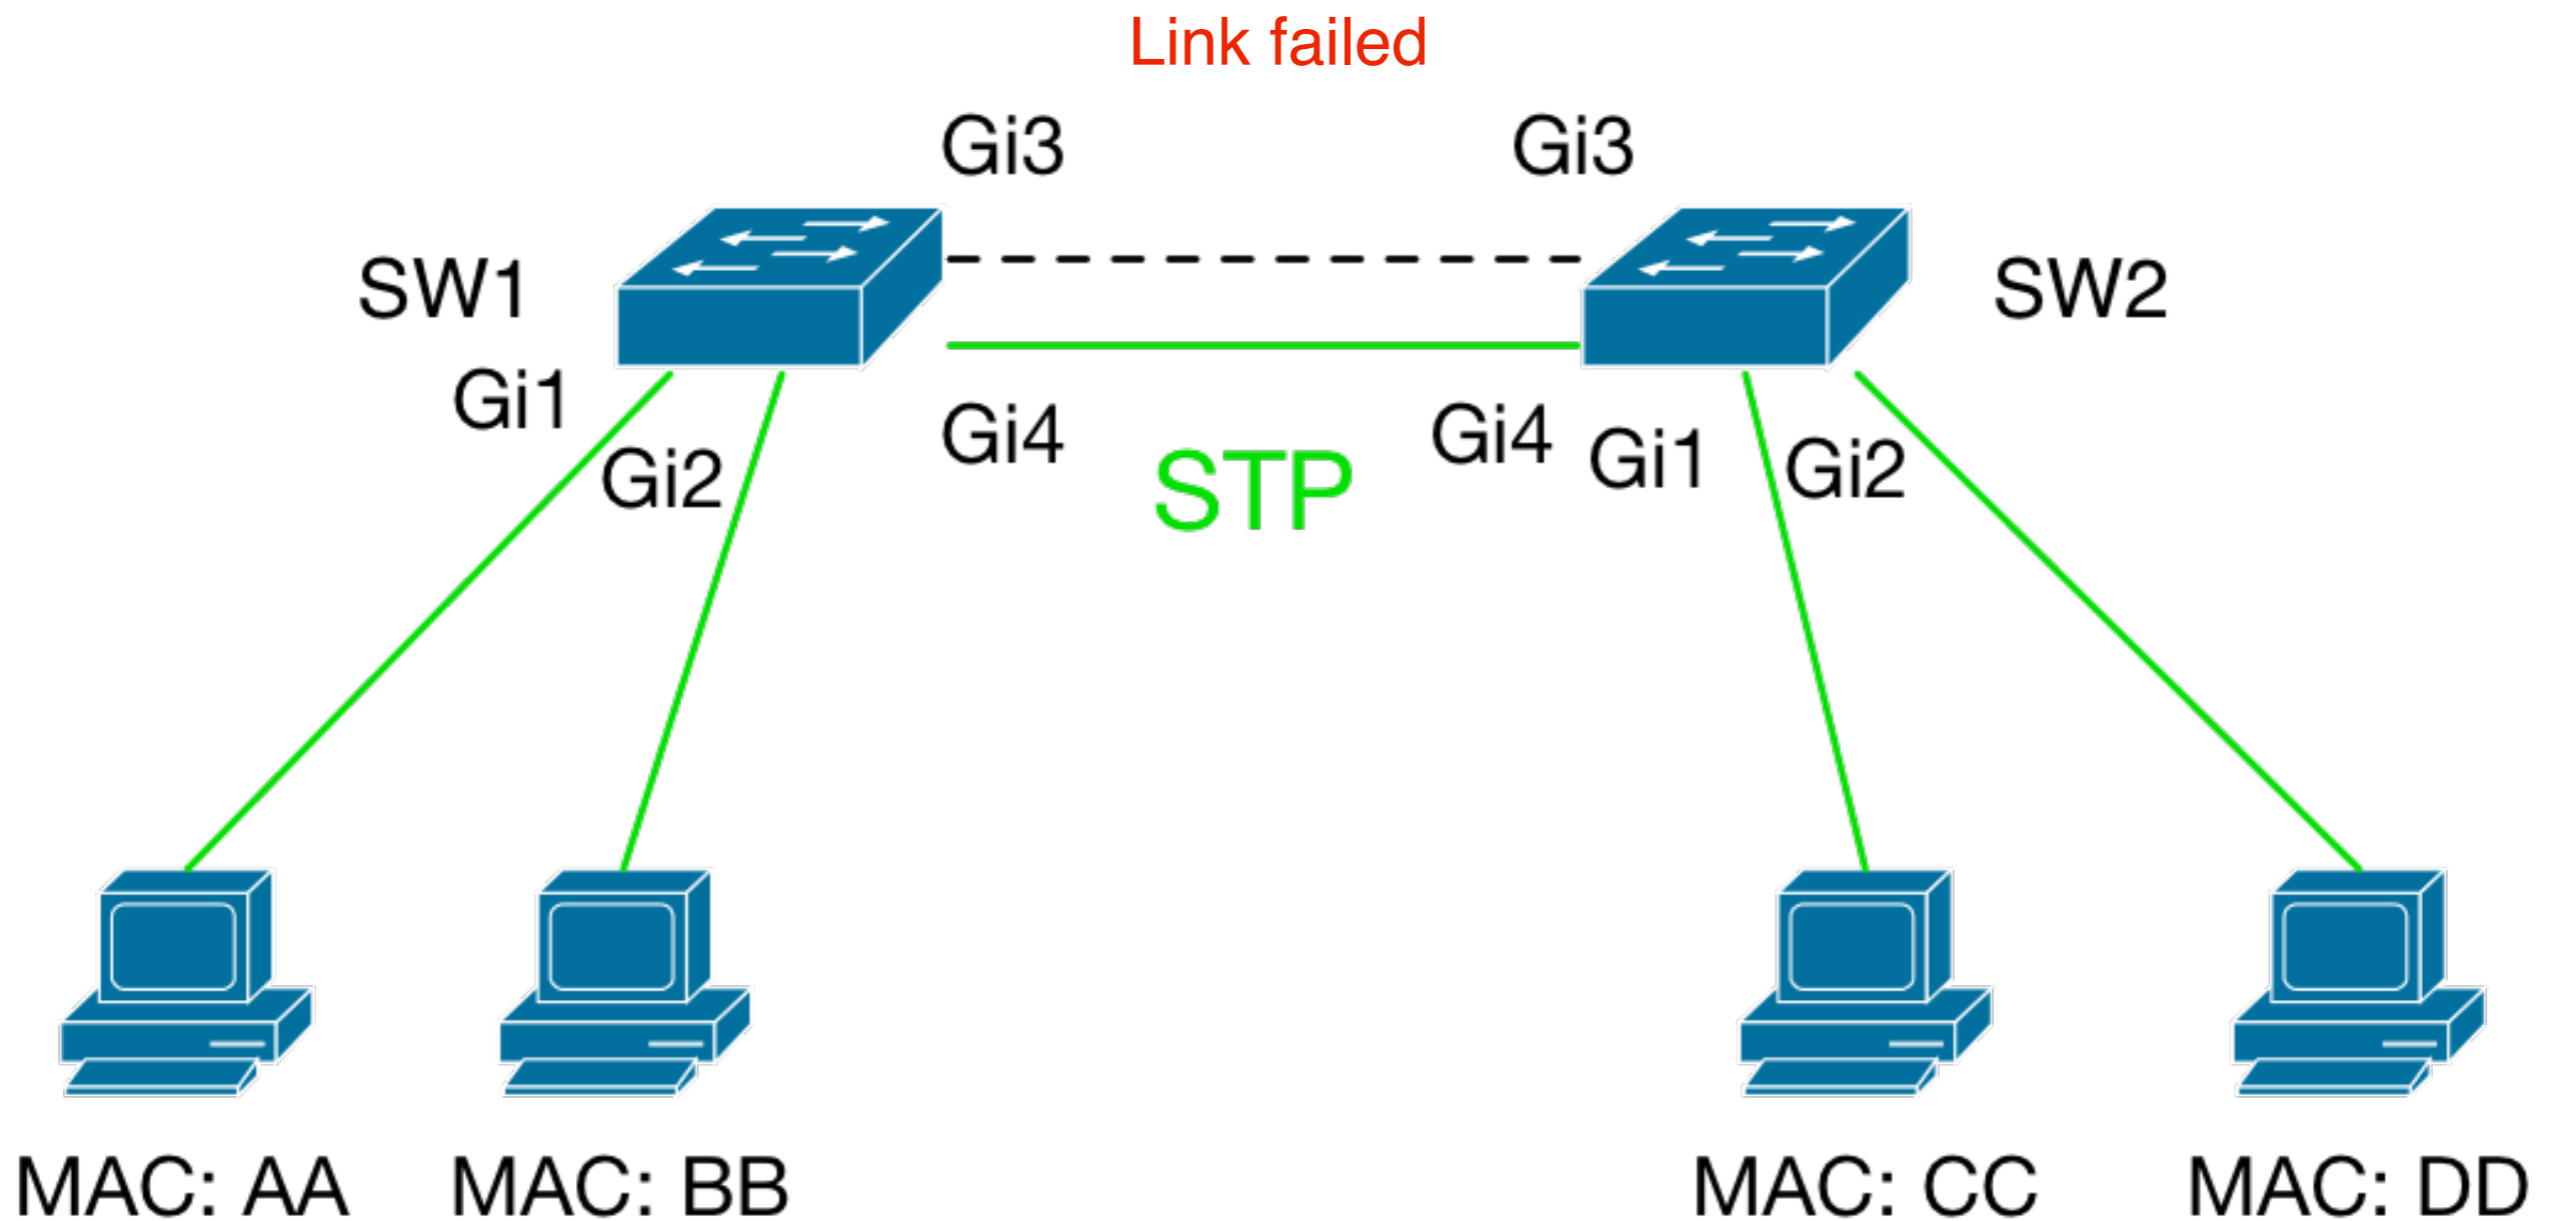 Link failed
Gi3
Gi3
SW1
SW2
Gi1
Gi2
Gi4
STP
Gi4
Gi1
Gi2
MAC: AA
MAC: BB
MAC: CC
MAC: DD